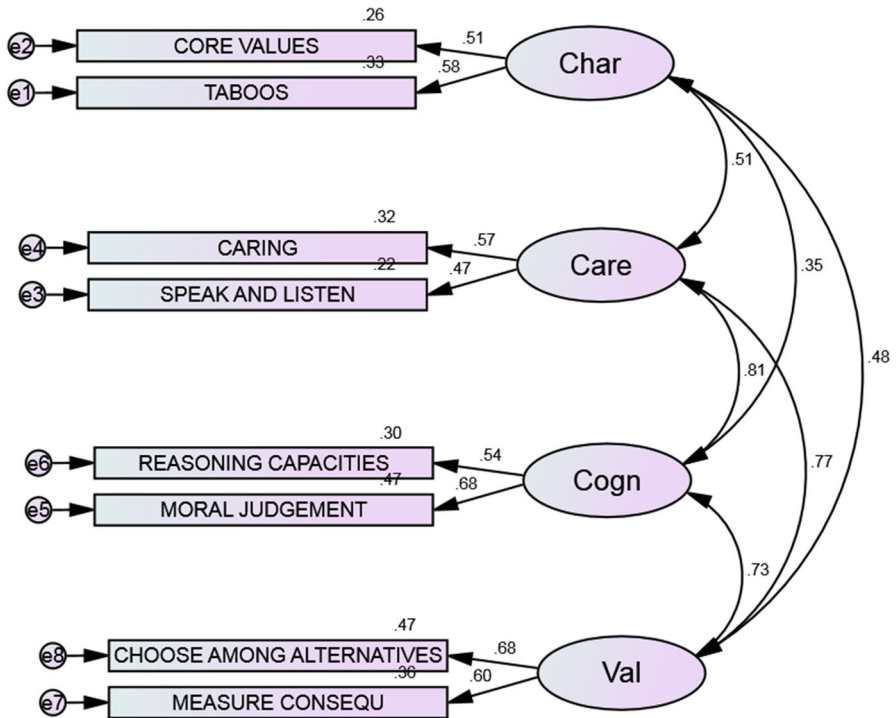 .26
e2
CORE VALUES
.51
Char
.33
.58
e1
TABOOS
.51
.32
e4
CARING
.57
Care
.22
.47
e3
SPEAK AND LISTEN
.35
.48
.81
.30
e6
REASONING CAPACITIES
.54
Cogn
.47
.68
e5
MORAL JUDGEMENT
.77
.73
.47
e8
CHOOSE AMONG ALTERNATIVES
.68
Val
.36
.60
e7
MEASURE CONSEQU